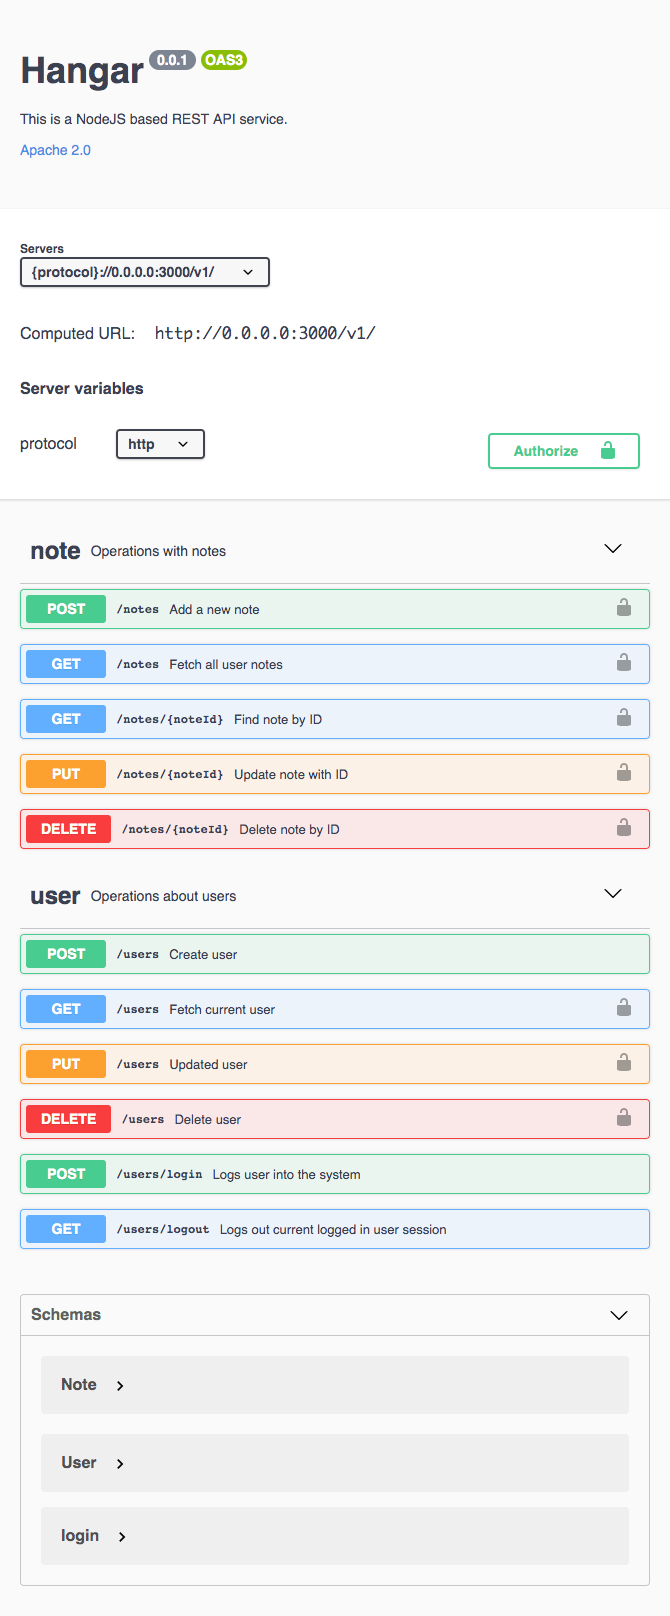 Hangar 0.0.1 OAS3
This is a NodeJS based REST API service.
Apache 2.0
Servers
{protocol}://0.0.0.0:3000/v1/
Computed URL: http://0.0.0.0:3000/v1/
Server variables
protocol http
Authorize
note Operations with notes
POST /notes Add a new note
GET /notes Fetch all user notes
GET /notes/{noteId} Find note by ID
PUT /notes/{noteId} Update note with ID
DELETE /notes/{noteId} Delete note by ID
user Operations about users
POST /users Create user
GET /users Fetch current user
PUT /users Updated user
DELETE /users Delete user
POST /users/login Logs user into the system
GET /users/logout Logs out current logged in user session
Schemas
Note
User
login